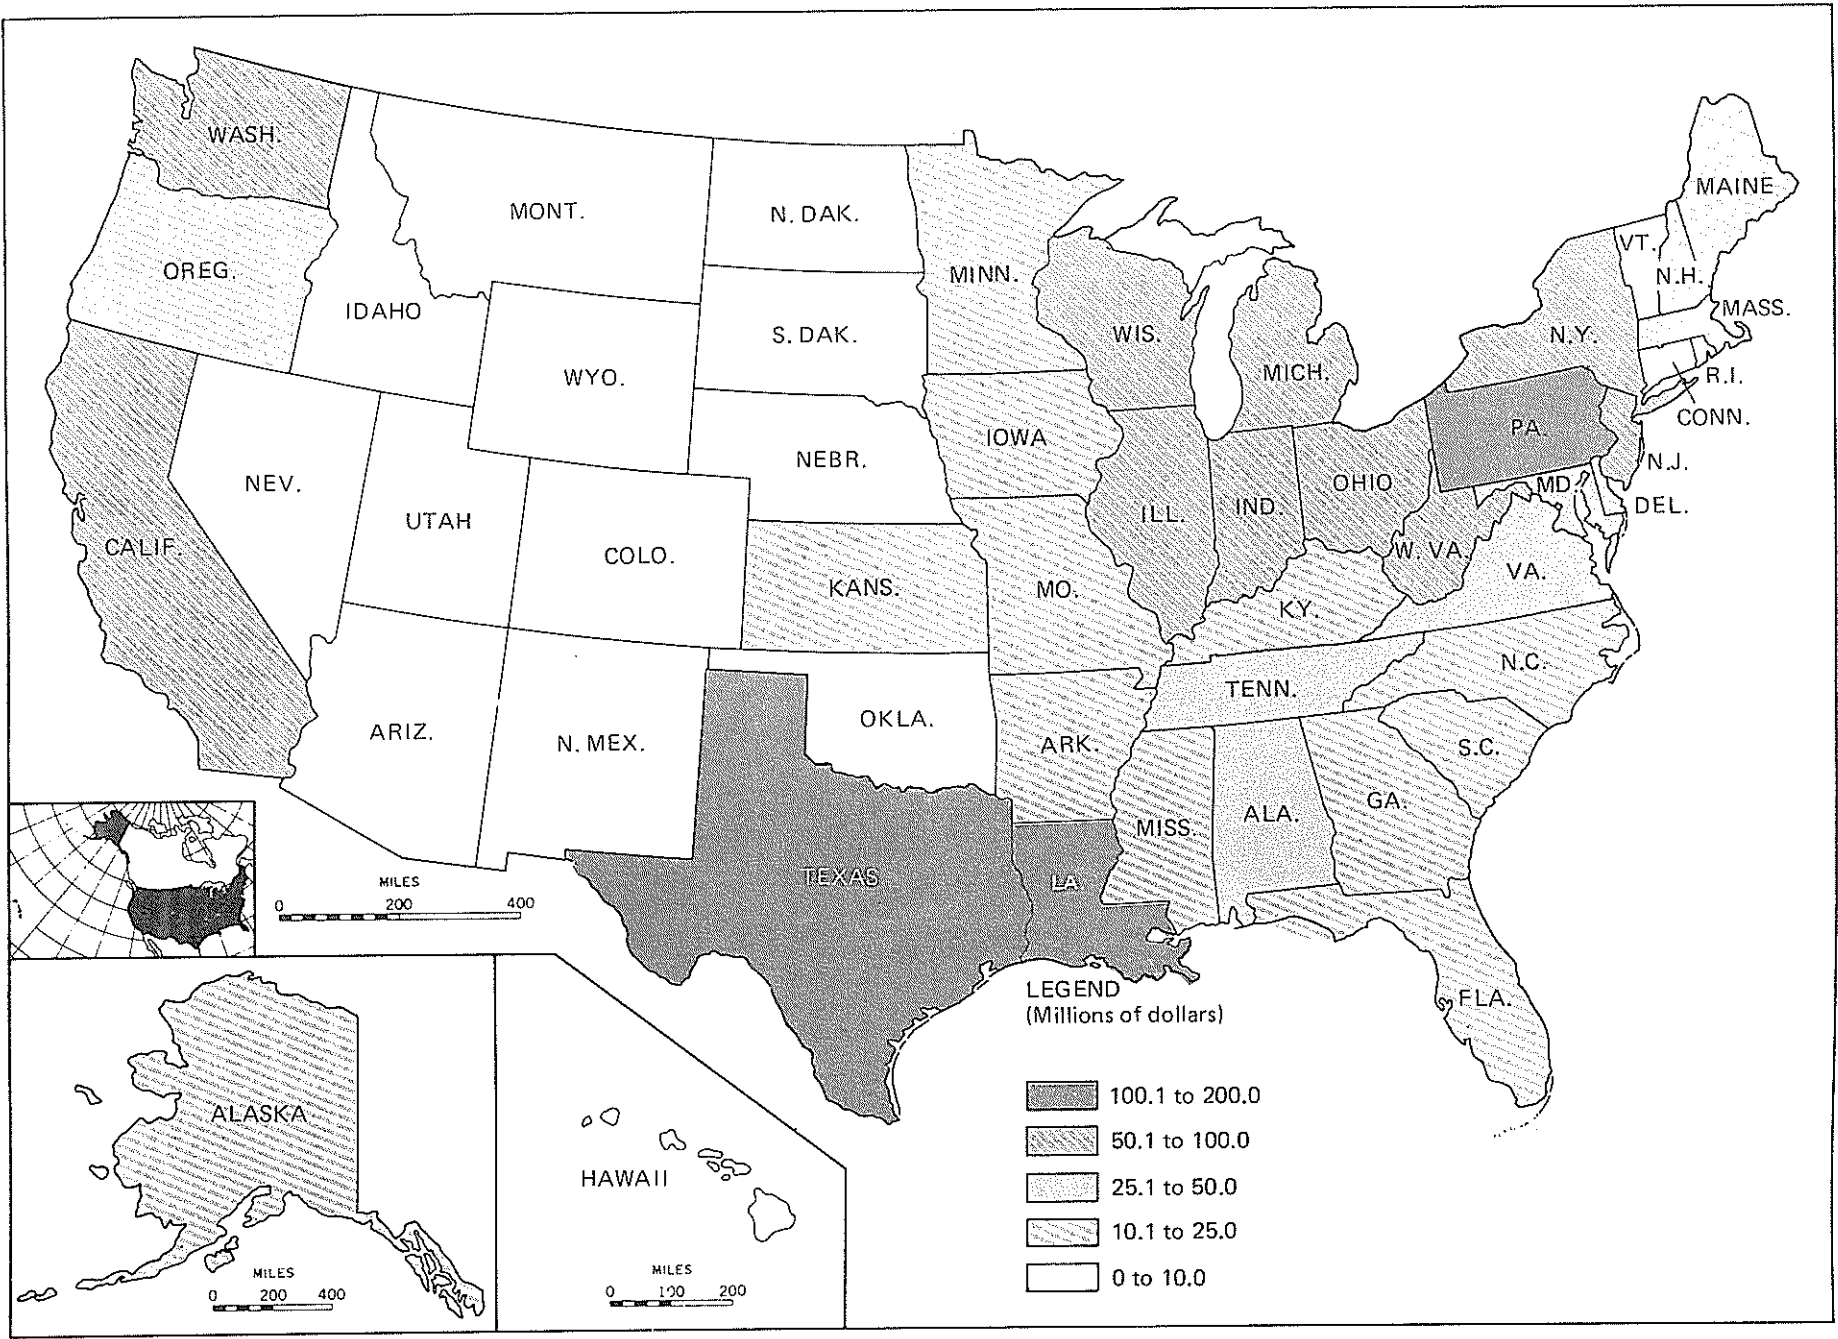 WASH.
MONT.
N. DAK.
MINN.
MAINE
VT.
N.H.
OREG.
IDAHO
S. DAK.
WIS.
MICH.
N.Y.
MASS.
R.I.
CONN.
WYO.
NEBR.
IOWA
PA.
N.J.
NEV.
UTAH
COLO.
ILL.
IND.
OHIO
MD.
DEL.
CALIF.
KANS.
MO.
KY.
W. VA.
VA.
ARIZ.
N. MEX.
OKLA.
ARK.
TENN.
N.C.
S.C.
TEXAS
LA
MISS.
ALA.
GA.
FLA.
MILES
0 200 400
ALASKA
MILES
0 200 400
HAWAII
MILES
0 100 200
LEGEND
(Millions of dollars)
100.1 to 200.0
50.1 to 100.0
25.1 to 50.0
10.1 to 25.0
0 to 10.0